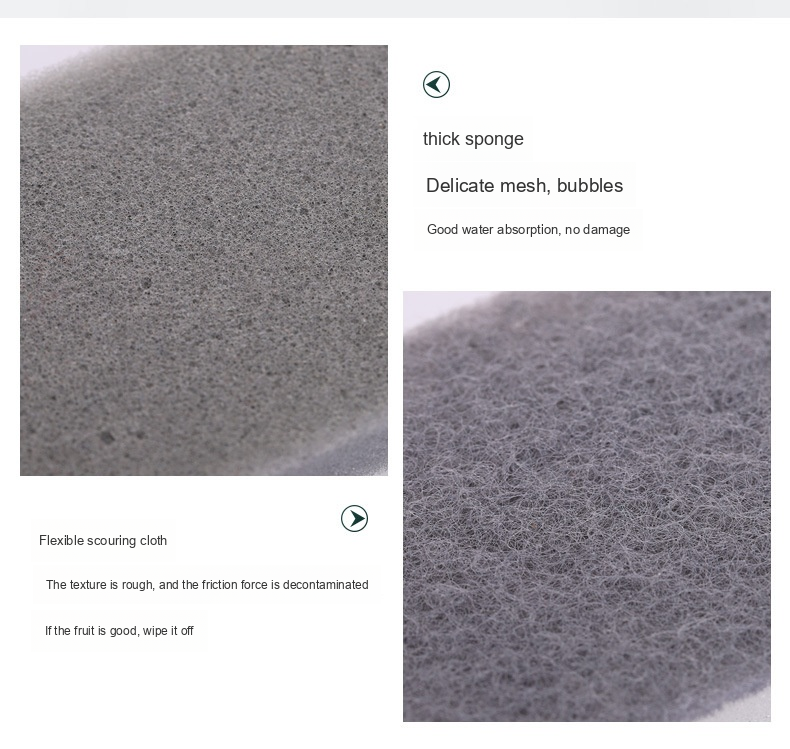 thick sponge
Delicate mesh, bubbles
Good water absorption, no damage
Flexible scouring cloth
The texture is rough, and the friction force is decontaminated
If the fruit is good, wipe it off